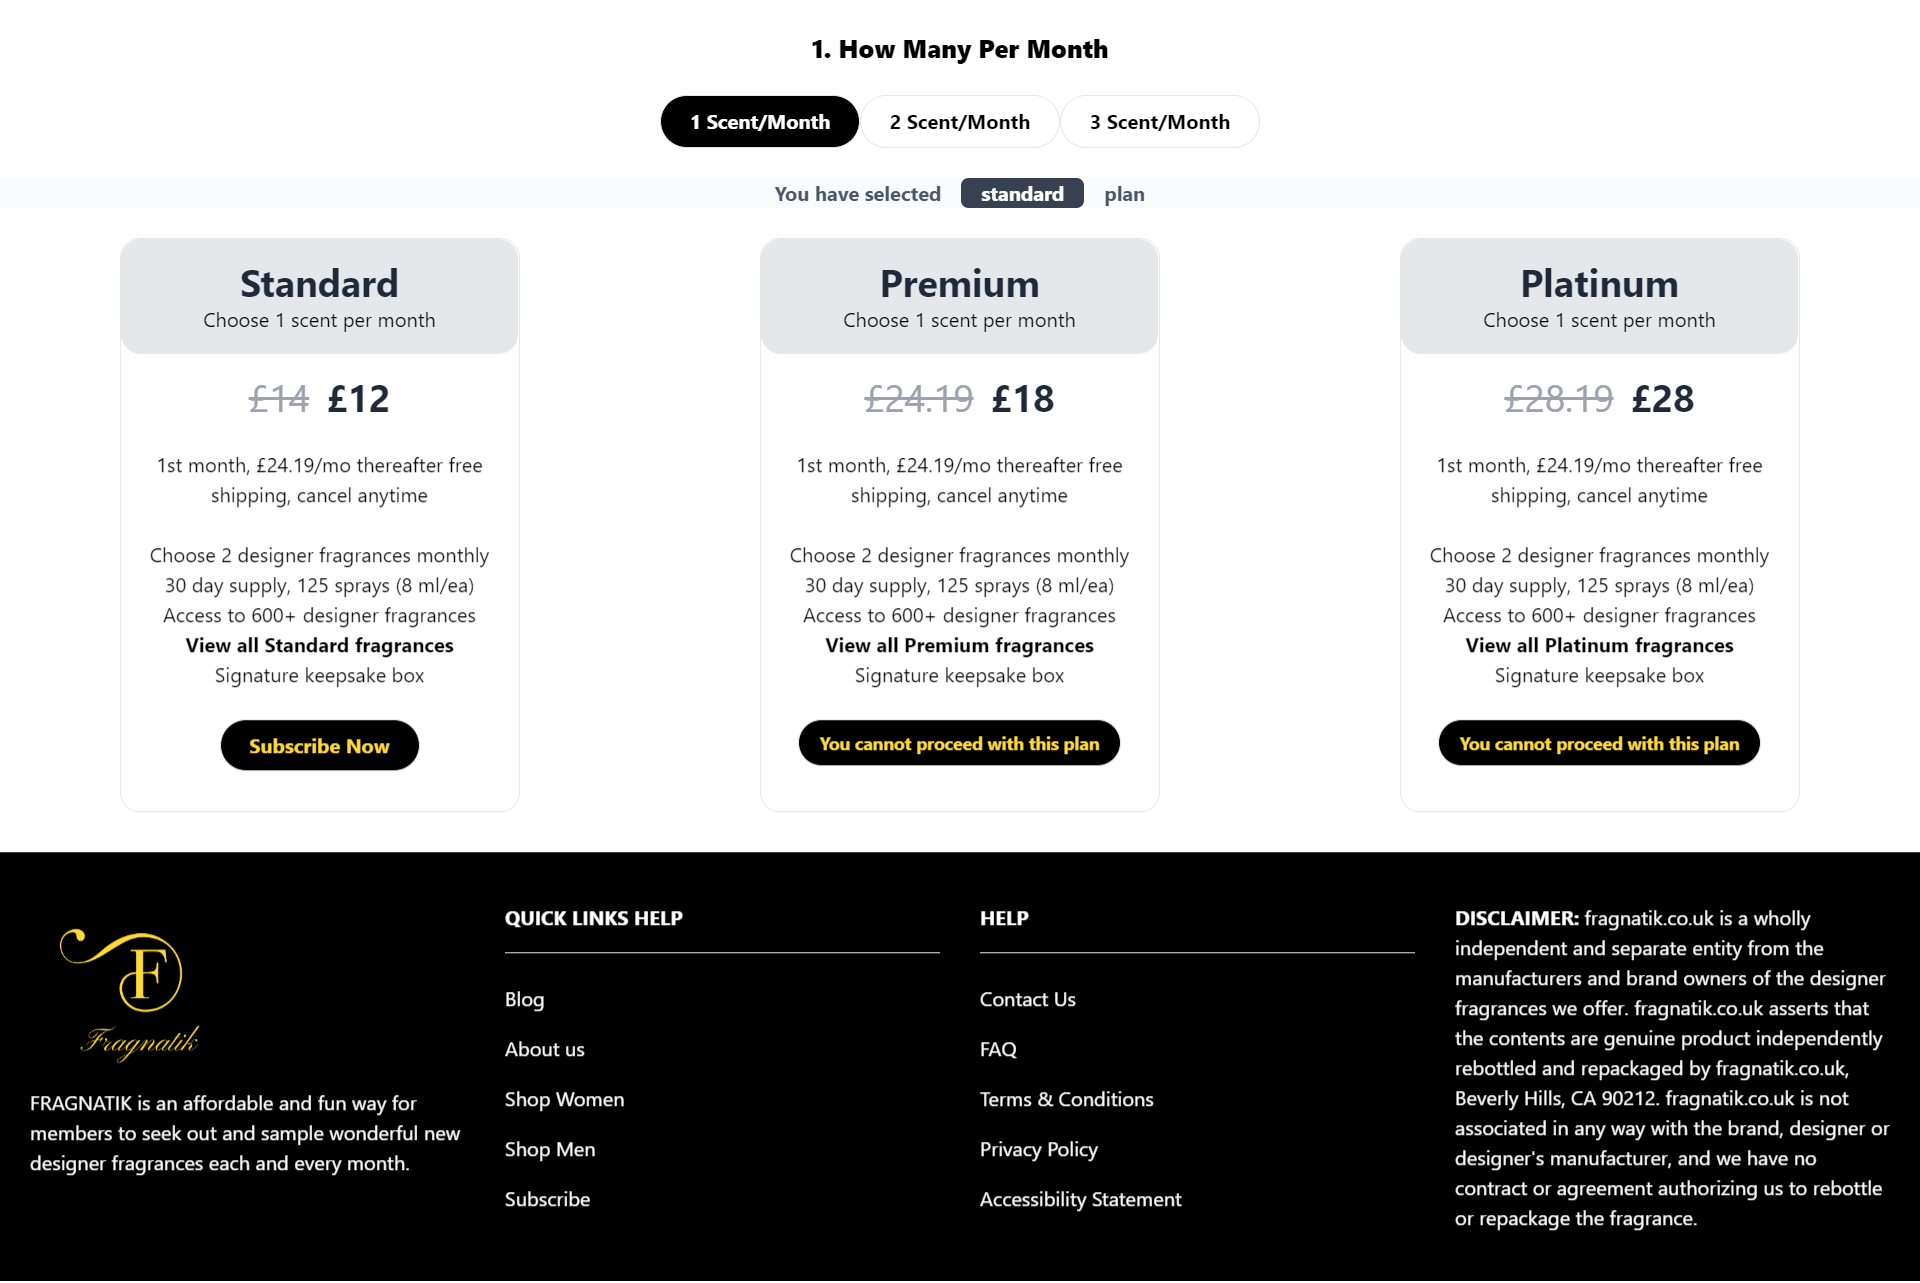 1. How Many Per Month
1 Scent/Month
2 Scent/Month
3 Scent/Month
You have selected standard plan
Standard
Choose 1 scent per month
£14 £12
1st month, £24.19/mo thereafter free
shipping, cancel anytime
Choose 2 designer fragrances monthly
30 day supply, 125 sprays (8 ml/ea)
Access to 600+ designer fragrances
View all Standard fragrances
Signature keepsake box
Subscribe Now
Premium
Choose 1 scent per month
£24.19 £18
1st month, £24.19/mo thereafter free
shipping, cancel anytime
Choose 2 designer fragrances monthly
30 day supply, 125 sprays (8 ml/ea)
Access to 600+ designer fragrances
View all Premium fragrances
Signature keepsake box
You cannot proceed with this plan
Platinum
Choose 1 scent per month
£28.19 £28
1st month, £24.19/mo thereafter free
shipping, cancel anytime
Choose 2 designer fragrances monthly
30 day supply, 125 sprays (8 ml/ea)
Access to 600+ designer fragrances
View all Platinum fragrances
Signature keepsake box
You cannot proceed with this plan
F
Fragnatik
FRAGNATIK is an affordable and fun way for
members to seek out and sample wonderful new
designer fragrances each and every month.
QUICK LINKS HELP
Blog
About us
Shop Women
Shop Men
Subscribe
HELP
Contact Us
FAQ
Terms & Conditions
Privacy Policy
Accessibility Statement
DISCLAIMER: fragnatik.co.uk is a wholly
independent and separate entity from the
manufacturers and brand owners of the designer
fragrances we offer. fragnatik.co.uk asserts that
the contents are genuine product independently
rebottled and repackaged by fragnatik.co.uk,
Beverly Hills, CA 90212. fragnatik.co.uk is not
associated in any way with the brand, designer or
designer's manufacturer, and we have no
contract or agreement authorizing us to rebottle
or repackage the fragrance.